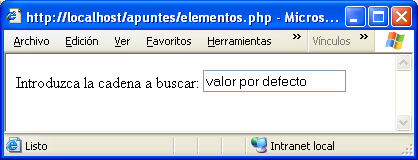 http://localhost/apuntes/elementos.php - Micros...
Archivo Edición Ver Favoritos Herramientas » Vínculos »
Introduzca la cadena a buscar: valor por defecto
Listo Intranet local